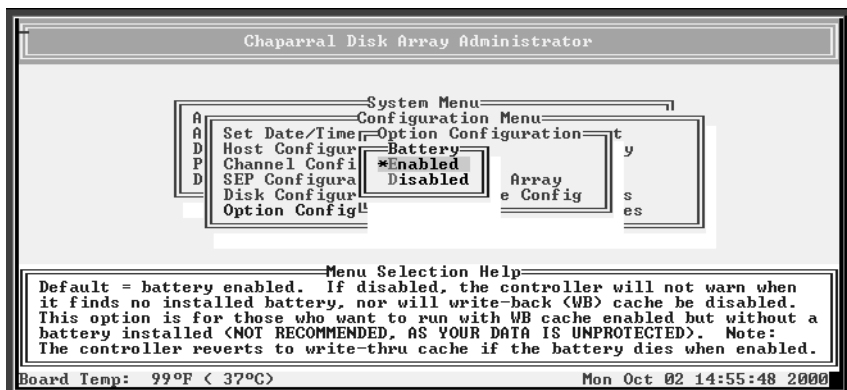 Chaparral Disk Array Administrator
System Menu
Configuration Menu
A
A Set Date/Time Option Configuration t
D Host Configur Battery y
P Channel Confi *Enabled
D SEP Configura Disabled Array
Disk Configur e Config s
Option Config es
Menu Selection Help
Default = battery enabled. If disabled, the controller will not warn when
it finds no installed battery, nor will write-back (WB) cache be disabled.
This option is for those who want to run with WB cache enabled but without a
battery installed (NOT RECOMMENDED, AS YOUR DATA IS UNPROTECTED). Note:
The controller reverts to write-thru cache if the battery dies when enabled.
Board Temp: 99ºF ( 37ºC) Mon Oct 02 14:55:48 2000